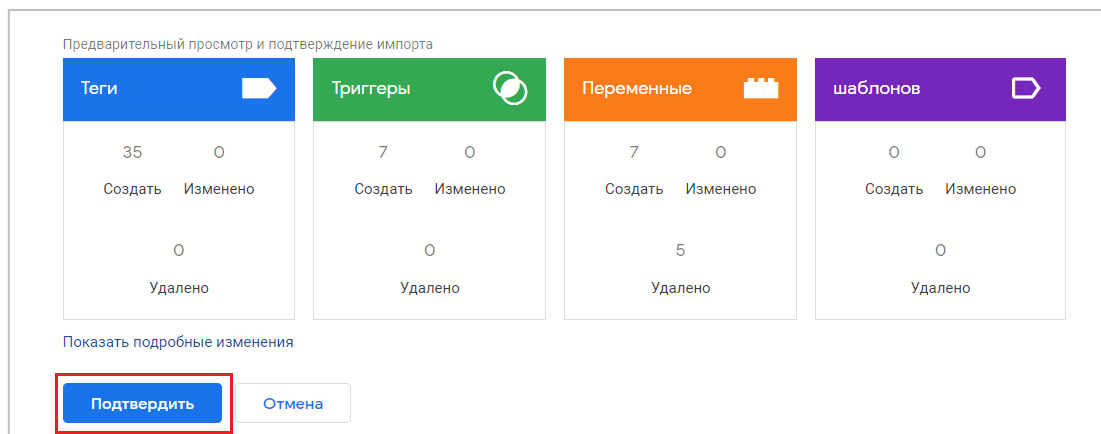 Предварительный просмотр и подтверждение импорта
Теги Триггеры Переменные шаблонов
35 0 7 0 7 0 0 0
Создать Изменено Создать Изменено Создать Изменено Создать Изменено
0 0 5 0
Удалено Удалено Удалено Удалено
Показать подробные изменения
Подтвердить Отмена